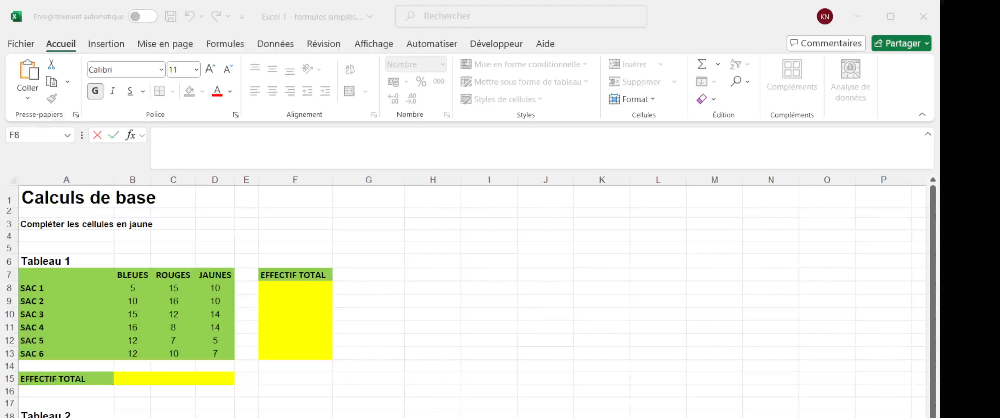 Enregistrement automatique
Excel 1 - formules simples....
Rechercher
KN
Fichier Accueil Insertion Mise en page Formules Données Révision Affichage Automatiser Développeur Aide
Commentaires Partager
Coller
Calibri 11
G I S A
ab
Nombre
% 000
Mise en forme conditionnelle
Mettre sous forme de tableau
Styles de cellules
Insérer
Supprimer
Format
Compléments
Analyse de
données
Presse-papiers Police Alignement Nombre Styles Cellules Édition Compléments
F8 fx
A B C D E F G H I J K L M N O P
1 Calculs de base
2
3 Compléter les cellules en jaune
4
5
6 Tableau 1
7 BLEUES ROUGES JAUNES EFFECTIF TOTAL
8 SAC 1 5 15 10
9 SAC 2 10 16 10
10 SAC 3 15 12 14
11 SAC 4 16 8 14
12 SAC 5 12 7 5
13 SAC 6 12 10 7
14
15 EFFECTIF TOTAL
16
17
18 Tableau 2